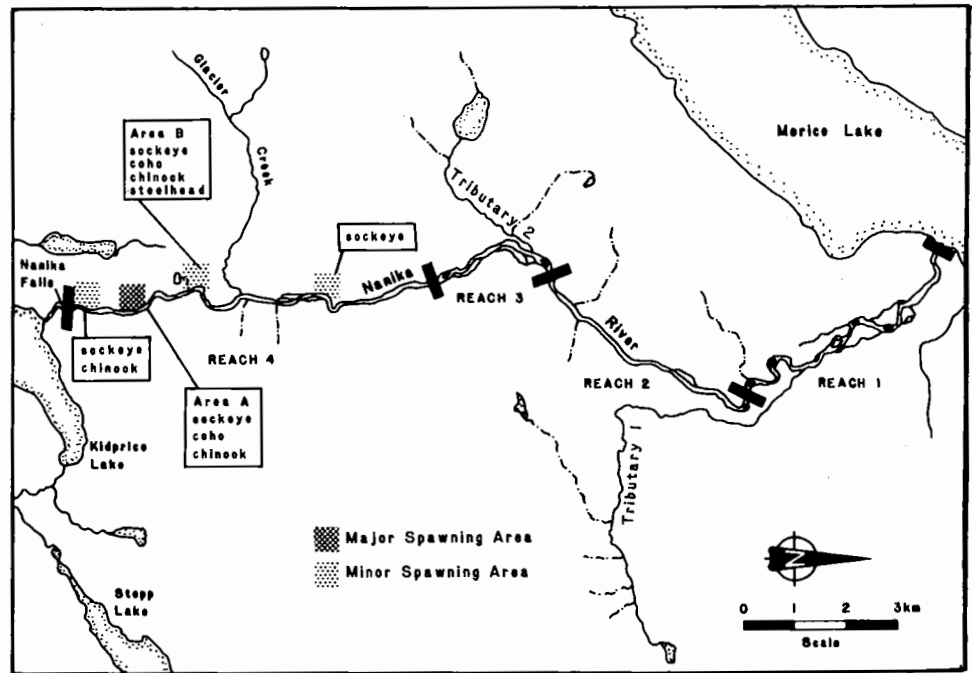 Glacier
Creek
Area B
sockeye
coho
chinook
steelhead
Morice Lake
Tributary 2
sockeye
Nanika
Falls
Nanika
REACH 3
River
sockeye
chinook
REACH 4
REACH 2
REACH 1
Area A
sockeye
coho
chinook
Kidprice
Lake
Tributary 1
Major Spawning Area
Minor Spawning Area
N
Stepp
Lake
0 1 2 3km
Scale